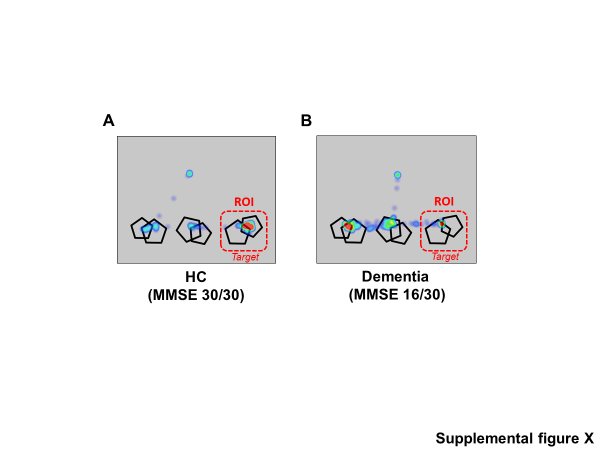 A
B
ROI
ROI
Target
Target
HC
(MMSE 30/30)
Dementia
(MMSE 16/30)
Supplemental figure X